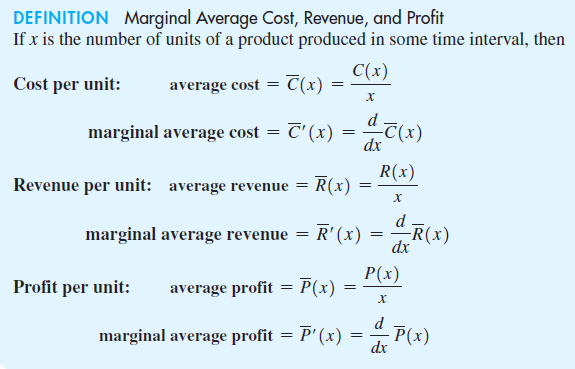 DEFINITION Marginal Average Cost, Revenue, and Profit
If x is the number of units of a product produced in some time interval, then
Cost per unit: average cost = C̅(x) = C(x)/x
marginal average cost = C̅′(x) = d/dx C̅(x)
Revenue per unit: average revenue = R̅(x) = R(x)/x
marginal average revenue = R̅′(x) = d/dx R̅(x)
Profit per unit: average profit = P̅(x) = P(x)/x
marginal average profit = P̅′(x) = d/dx P̅(x)